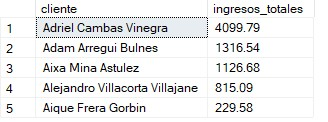 cliente ingresos_totales
1 Adriel Cambas Vinegra 4099.79
2 Adam Arregui Bulnes 1316.54
3 Aixa Mina Astulez 1126.68
4 Alejandro Villacorta Villajane 815.09
5 Aique Frera Gorbin 229.58